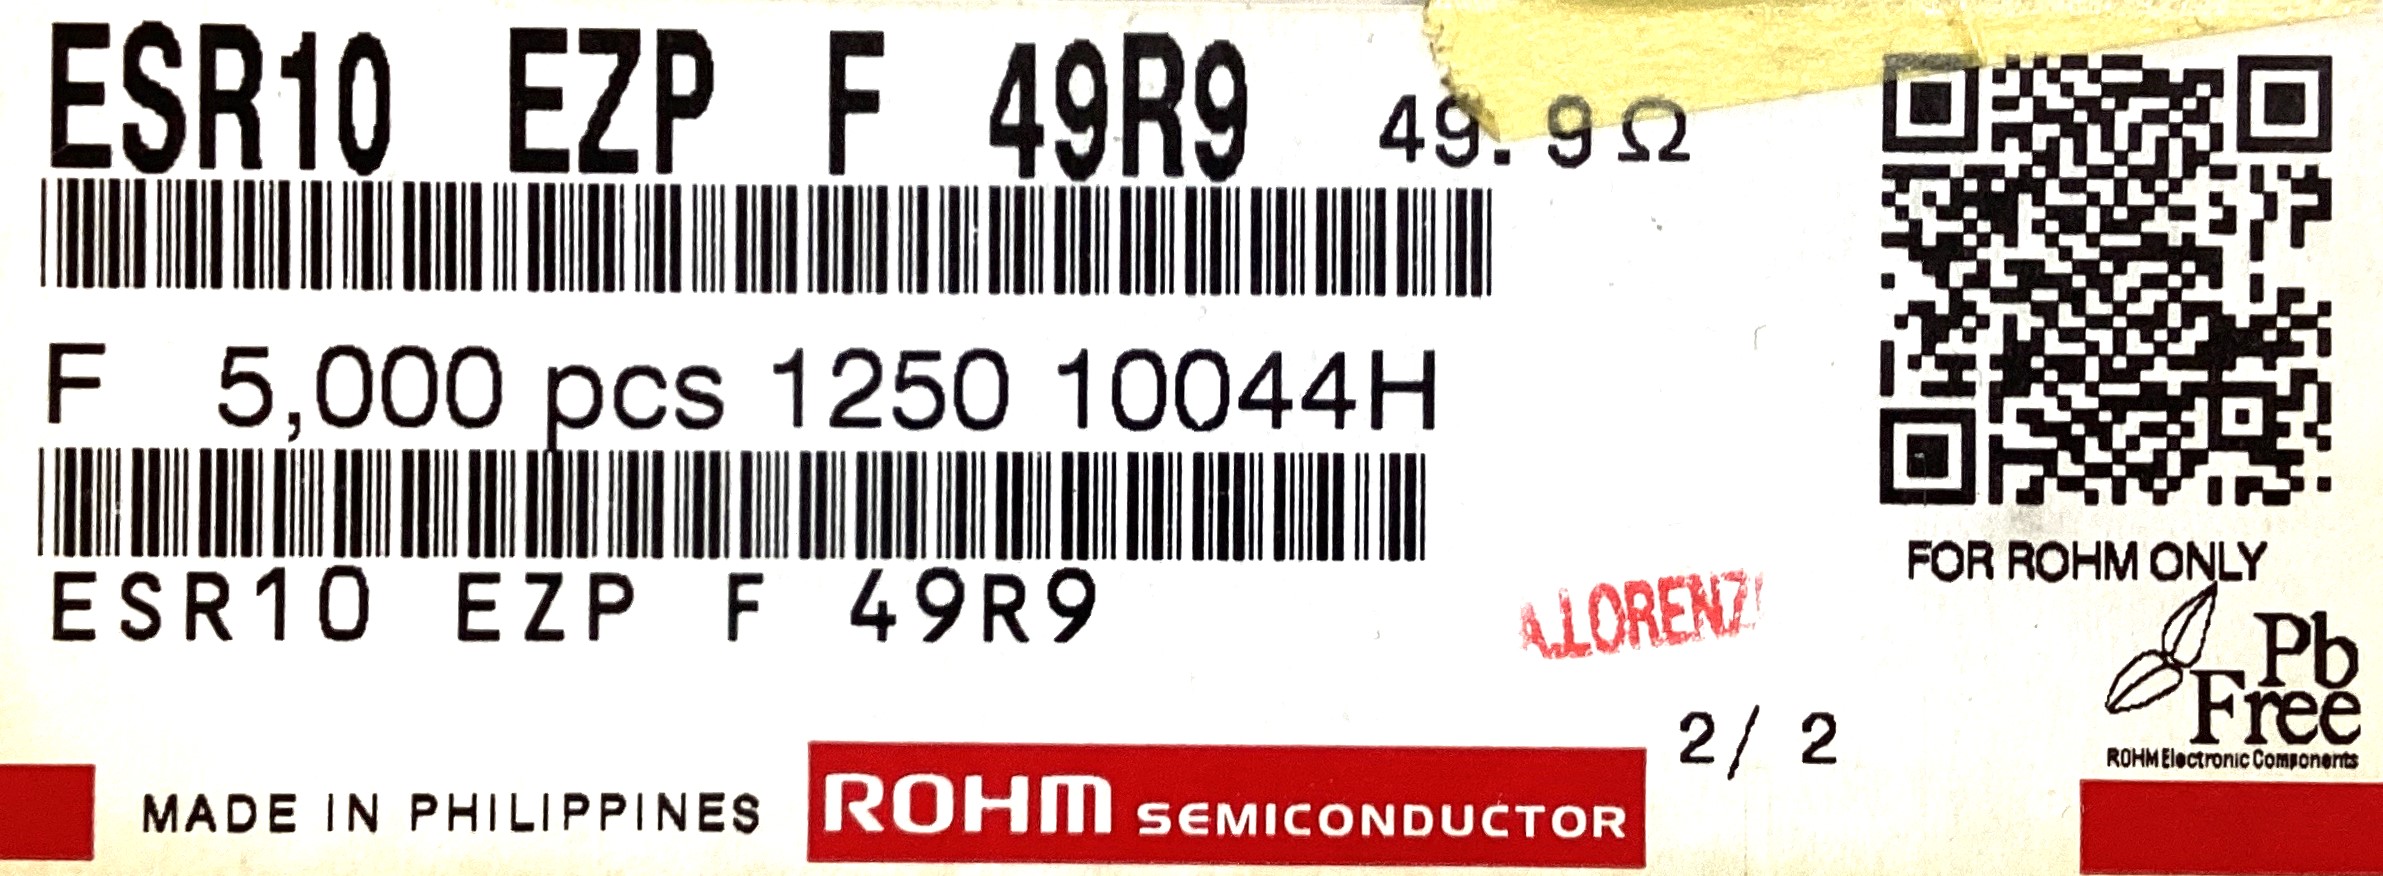 ESR10 EZP F 49R9 49.9Ω
F 5,000 pcs 1250 10044H
ESR10 EZP F 49R9
FOR ROHM ONLY
Pb
Free
ROHM Electronic Components
2/ 2
MADE IN PHILIPPINES
ROHM SEMICONDUCTOR